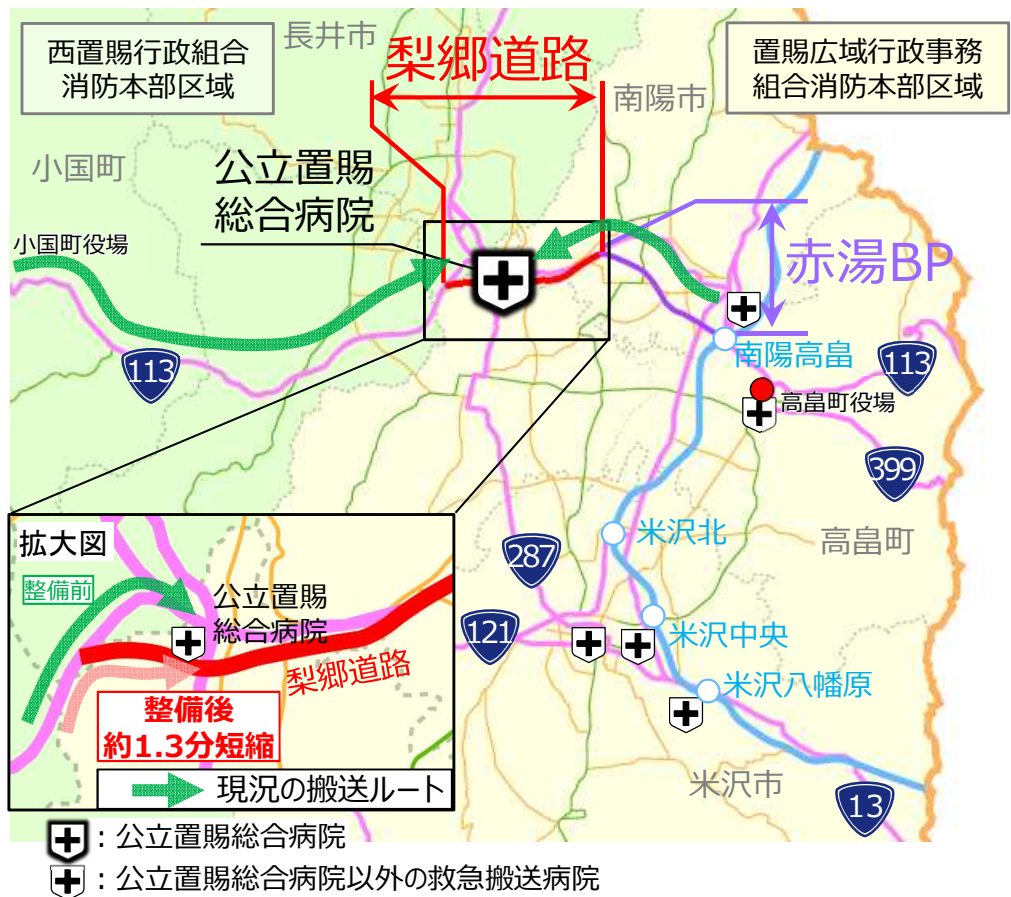 西置賜行政組合
消防本部区域
長井市
梨郷道路
南陽市
置賜広域行政事務
組合消防本部区域
小国町
公立置賜
総合病院
小国町役場
赤湯BP
113
南陽高畠
113
高畠町役場
399
米沢北
高畠町
287
121
米沢中央
米沢八幡原
米沢市
13
拡大図
整備前
公立置賜
総合病院
梨郷道路
整備後
約1.3分短縮
現況の搬送ルート
:公立置賜総合病院
:公立置賜総合病院以外の救急搬送病院